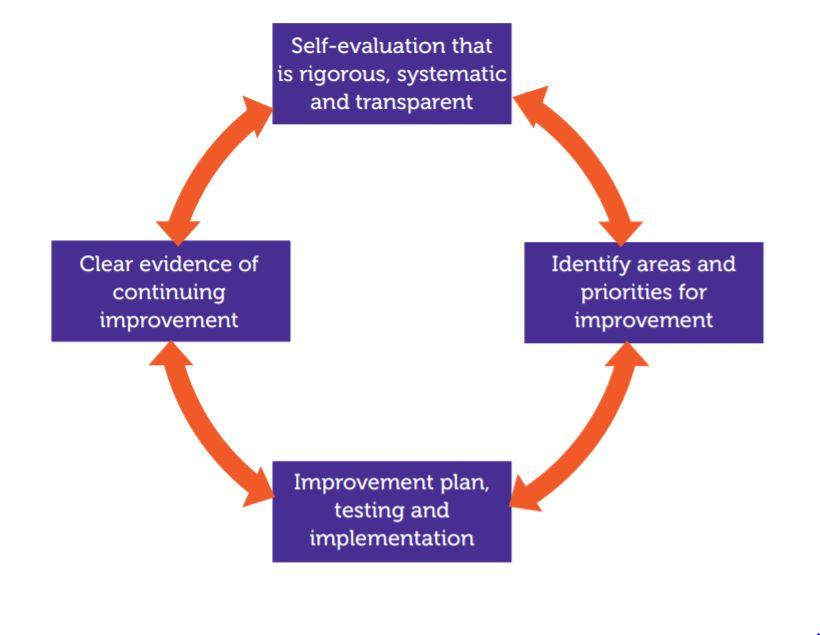 Self-evaluation that
is rigorous, systematic
and transparent
Clear evidence of
continuing
improvement
Identify areas and
priorities for
improvement
Improvement plan,
testing and
implementation